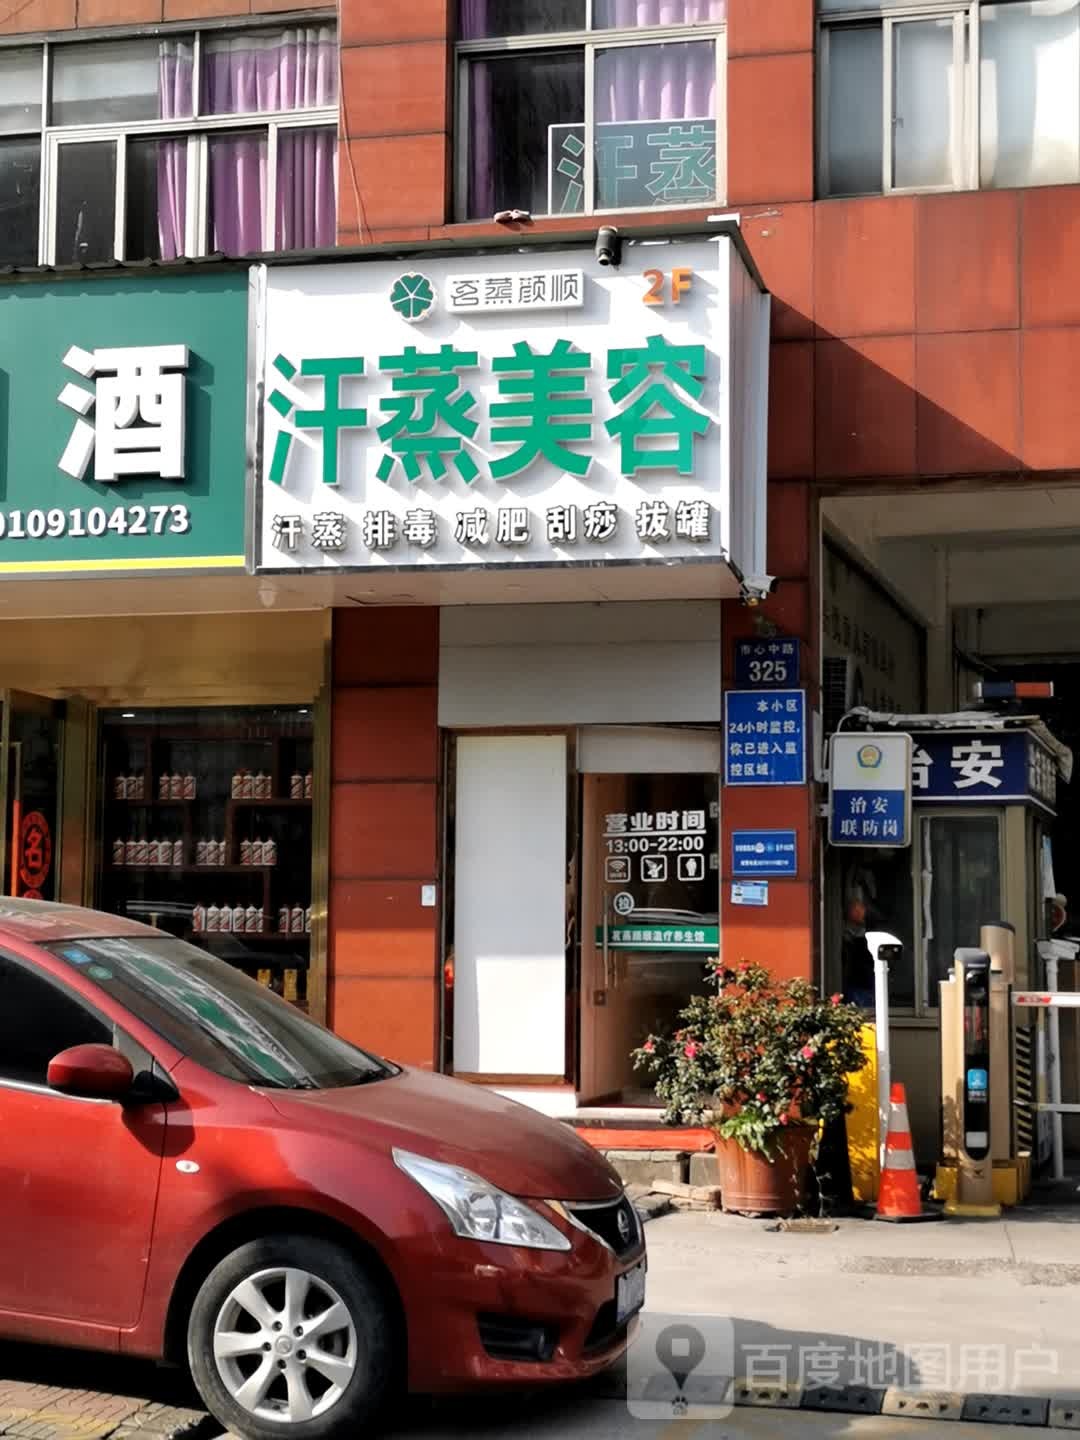 汗蒸
茗蒸颜顺
2F
汗蒸美容
汗蒸 排毒 减肥 刮痧 拔罐
酒
109104273
市心中路
325
本小区
24小时监控,
你已进入监
控区域
治安
治安
联防岗
营业时间
13:00-22:00
名
百度地图用户